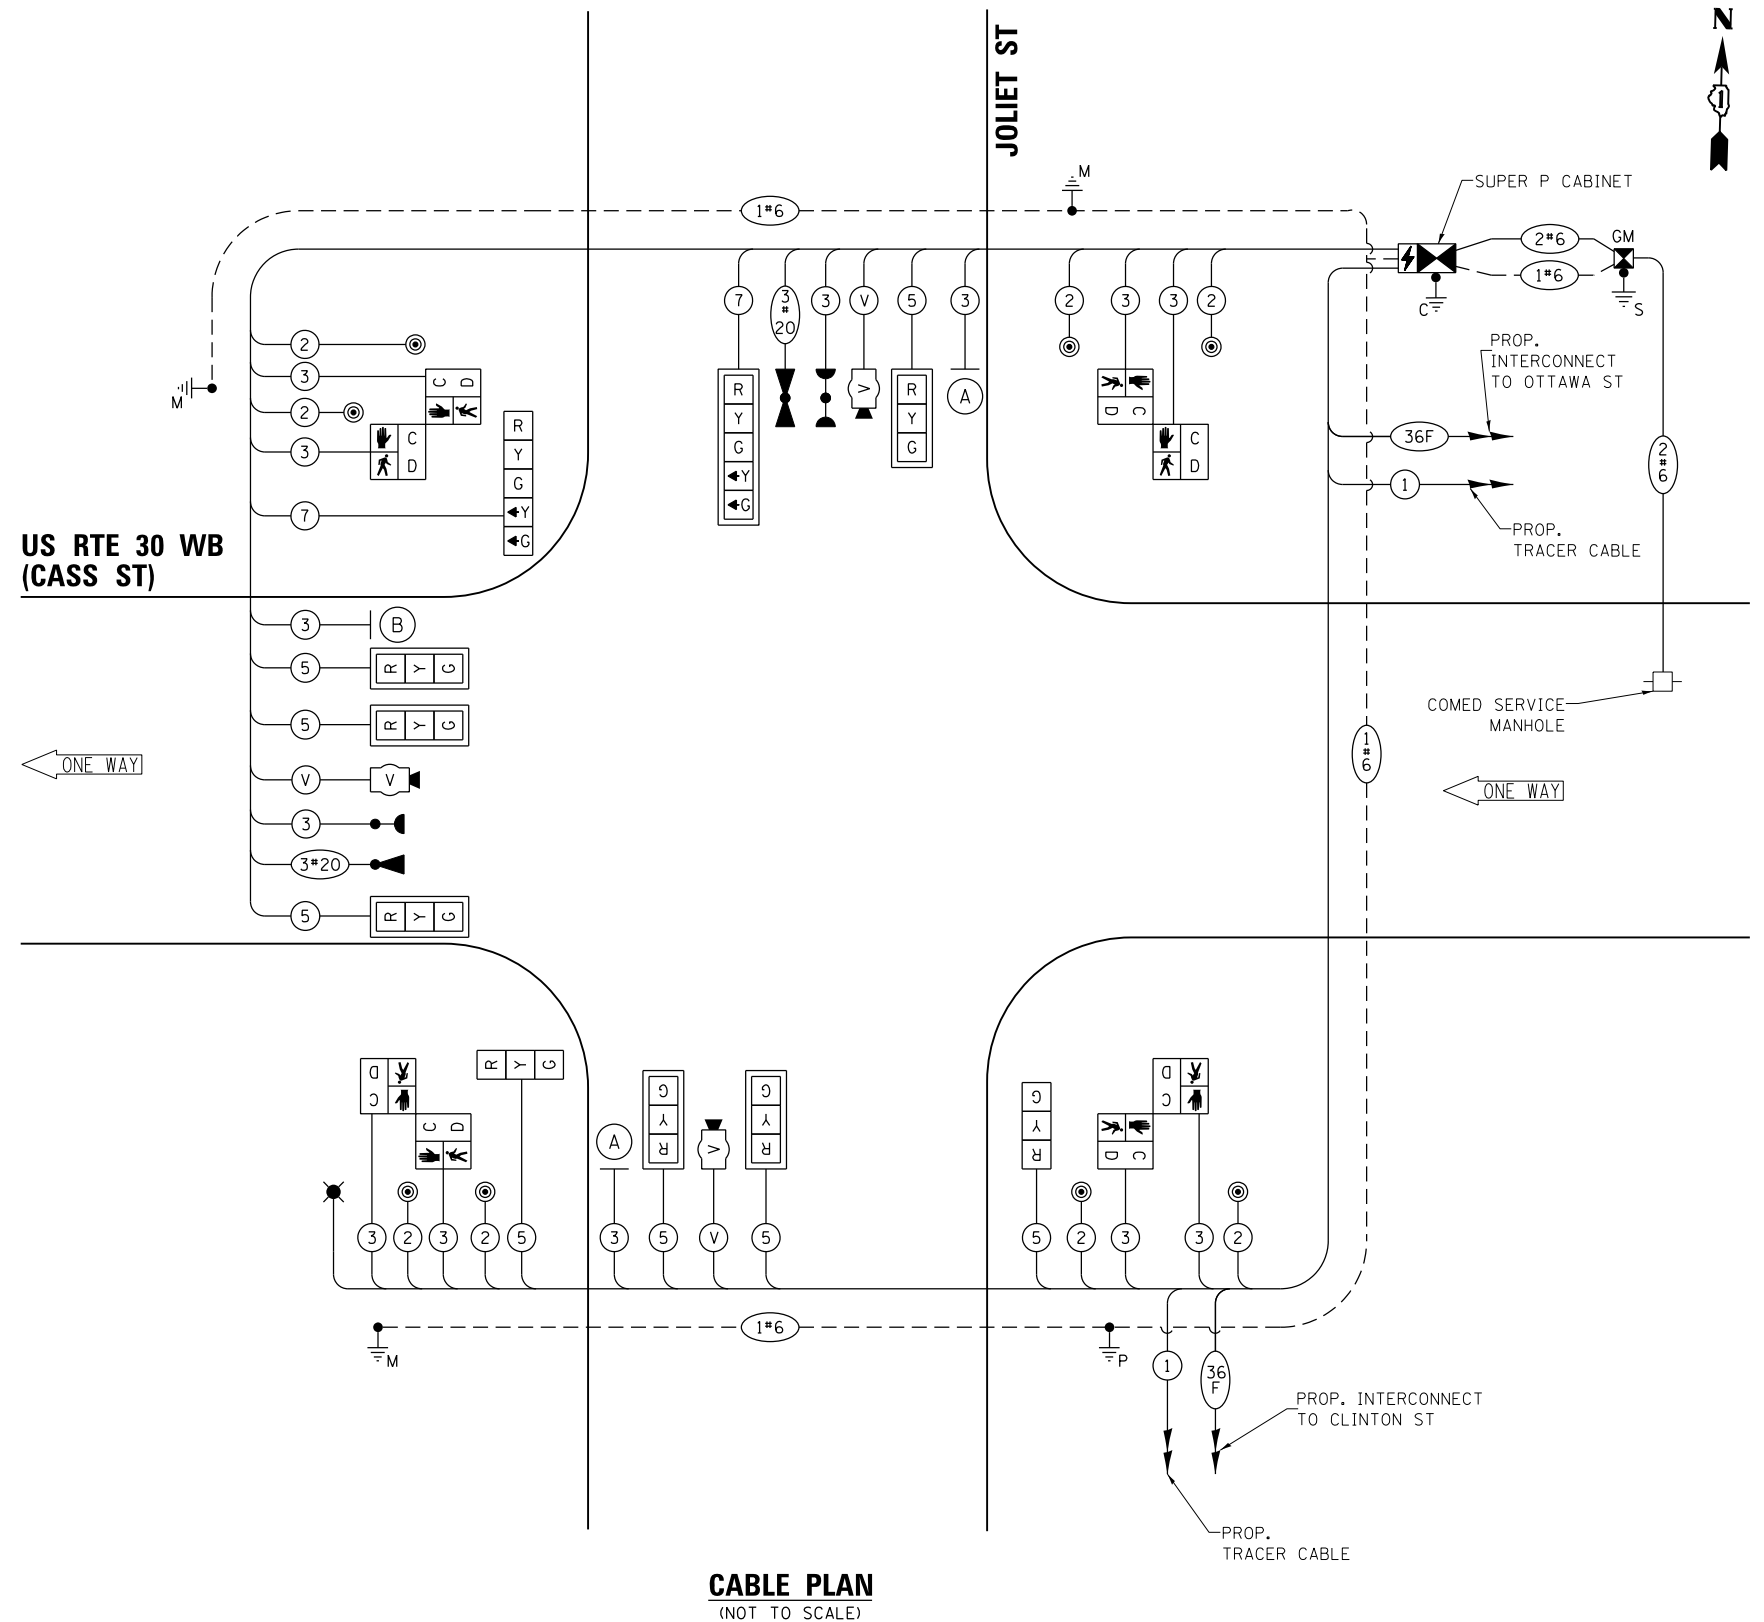 N
1
JOLIET ST
M
SUPER P CABINET
1#6
2#6
GM
1#6
C
S
7
3#20
3
V
5
3
2
3
3
2
PROP.
INTERCONNECT
TO OTTAWA ST
2
3
C D
M
2
3
C
D
R
Y
G
Y
G
7
R
Y
G
Y
G
V
R
Y
G
A
D C
C
D
36F
2#6
1
PROP.
TRACER CABLE
US RTE 30 WB
(CASS ST)
3
B
5
R Y G
5
R Y G
COMED SERVICE
MANHOLE
ONE WAY
V
V
1#6
ONE WAY
3
3#20
5
R Y G
D
C
C D
R Y G
A
G
Y
R
V
G
Y
R
G
Y
R
D
C
D C
3
2
3
2
5
3
5
V
5
5
2
3
3
2
M
1#6
P
1
36
F
PROP. INTERCONNECT
TO CLINTON ST
PROP.
TRACER CABLE
CABLE PLAN
(NOT TO SCALE)